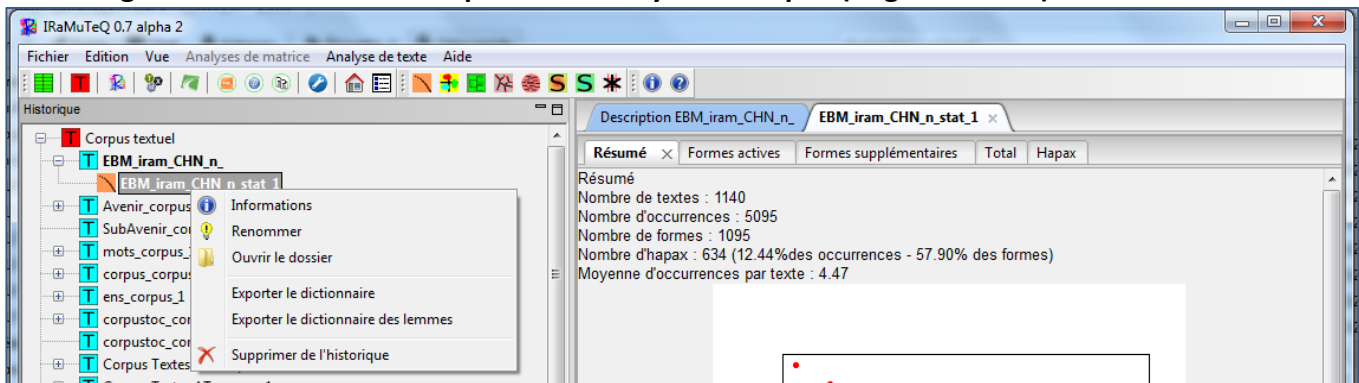 IRaMuTeQ 0.7 alpha 2
Fichier Edition Vue Analyses de matrice Analyse de texte Aide
Historique
Corpus textuel
EBM_iram_CHN_n_
EBM_iram_CHN_n_stat_1
Avenir_corpus
SubAvenir_cor
mots_corpus_
corpus_corpus
ens_corpus_1
corpustoc_cor
corpustoc_cor
Corpus Textes
Informations
Renommer
Ouvrir le dossier
Exporter le dictionnaire
Exporter le dictionnaire des lemmes
Supprimer de l'historique
Description EBM_iram_CHN_n_ EBM_iram_CHN_n_stat_1
Résumé Formes actives Formes supplémentaires Total Hapax
Résumé
Nombre de textes : 1140
Nombre d'occurrences : 5095
Nombre de formes : 1095
Nombre d'hapax : 634 (12.44%des occurrences - 57.90% des formes)
Moyenne d'occurrences par texte : 4.47